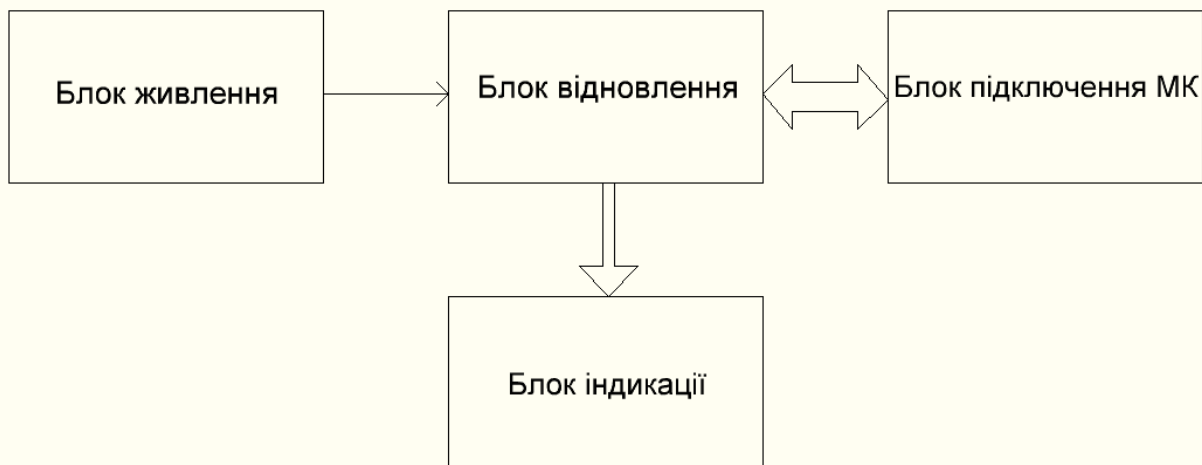 Блок живлення
Блок відновлення
Блок підключення МК
Блок індикації